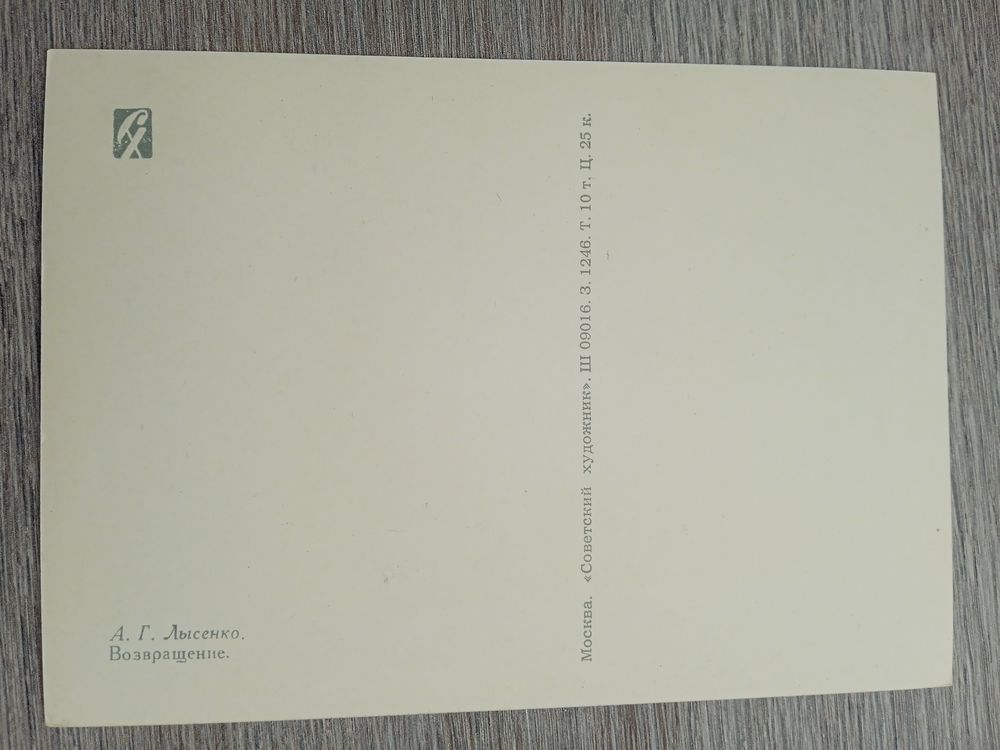 А. Г. Лысенко.
Возвращение.
Москва. «Советский художник». Ш 09016. З. 1246. Т. 10 т. Ц. 25 к.